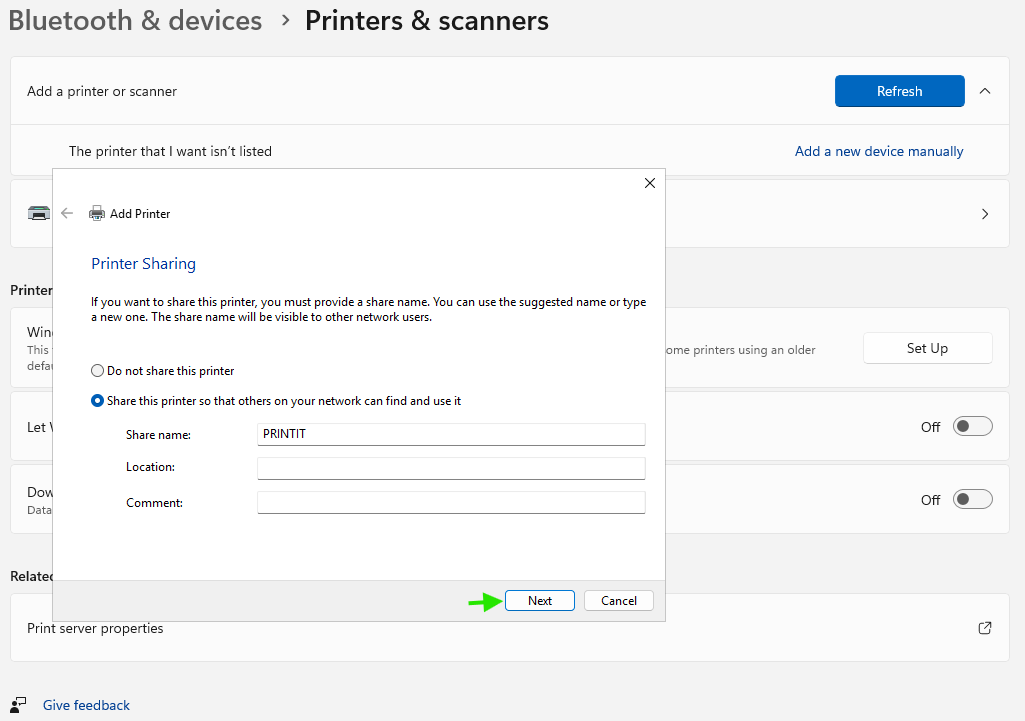 Bluetooth & devices › Printers & scanners
Add a printer or scanner
Refresh
The printer that I want isn’t listed
Add a new device manually
Add Printer
Printer Sharing
If you want to share this printer, you must provide a share name. You can use the suggested name or type
a new one. The share name will be visible to other network users.
Do not share this printer
Share this printer so that others on your network can find and use it
Share name:
PRINTIT
Location:
Comment:
Next
Cancel
Printer
ome printers using an older
This
Set Up
Let
Off
Data
Off
Print server properties
Give feedback